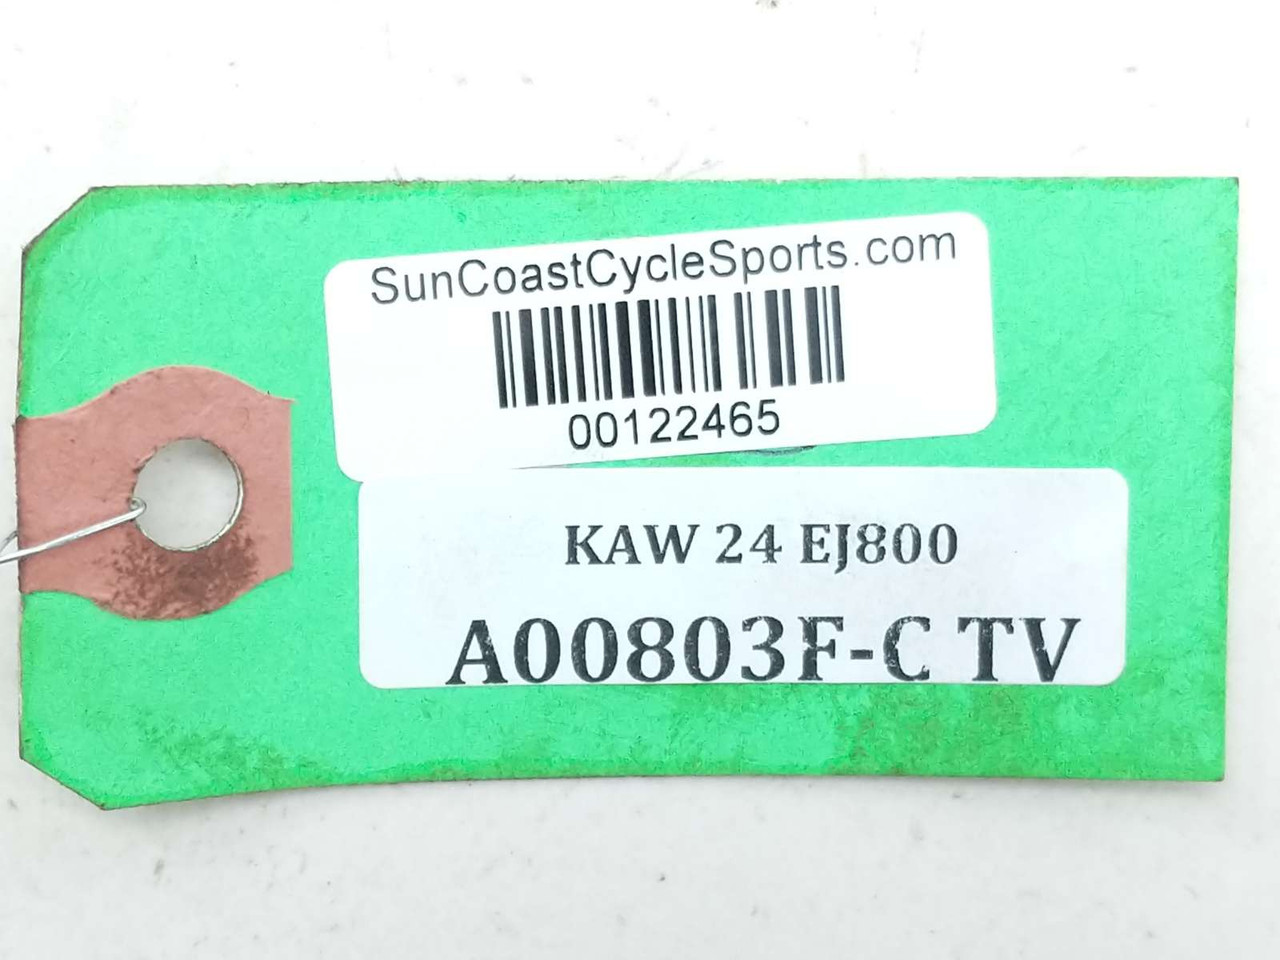 SunCoastCycleSports.com
00122465
KAW 24 EJ800
A00803F-C TV